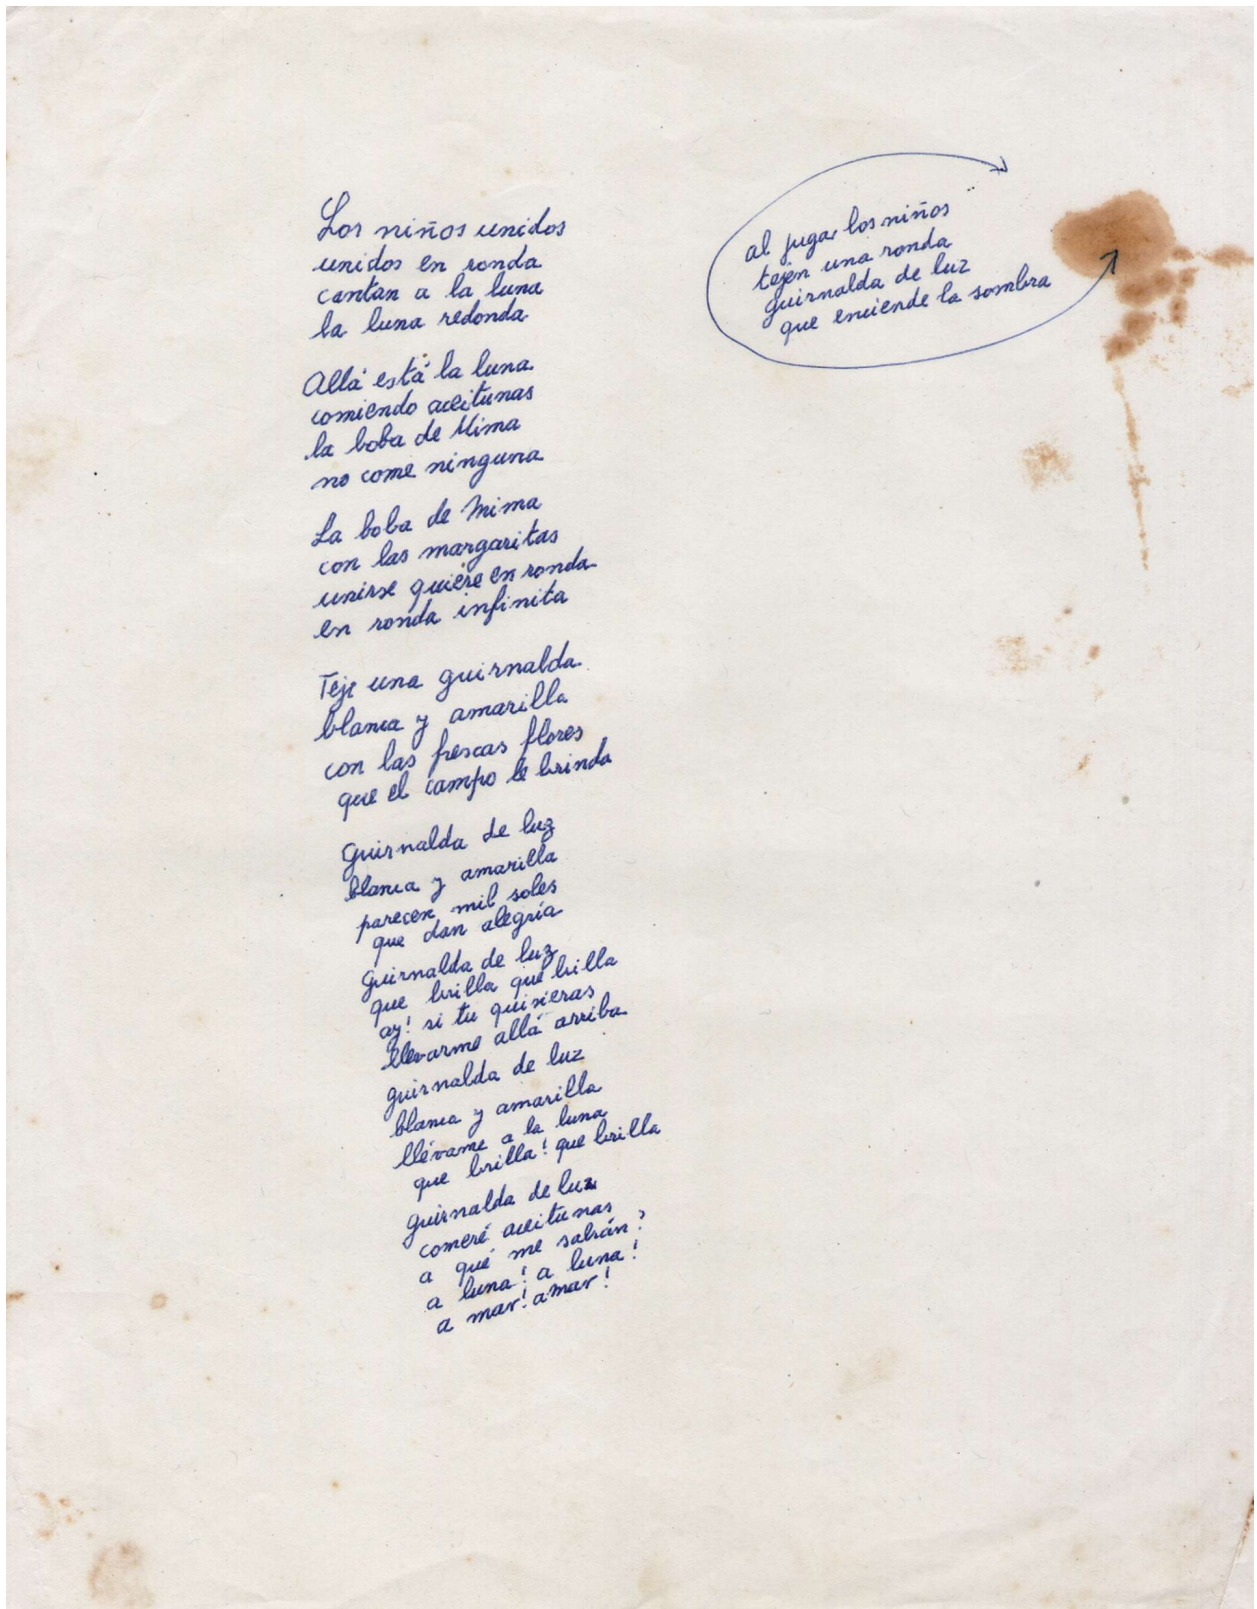 Los niños unidos
unidos en ronda
cantan a la luna
la luna redonda
Allá está la luna
comiendo aceitunas
la boba de Mima
no come ninguna
La boba de Mima
con las margaritas
unirse quiere en ronda
en ronda infinita
Teje una guirnalda
blanca y amarilla
con las frescas flores
que el campo le brinda
guirnalda de luz
blanca y amarilla
parecen mil soles
que dan alegría
guirnalda de luz
que brilla qué brilla
ay! si tu quisieras
llevarme allá arriba
guirnalda de luz
blanca y amarilla
llévame a la luna
que brilla! que brilla
guirnalda de luz
comeré aceitunas
a qué me sabrán?
a luna! a luna!
a mar! a mar!
al jugar los niños
tejen una ronda
guirnalda de luz
que enciende la sombra